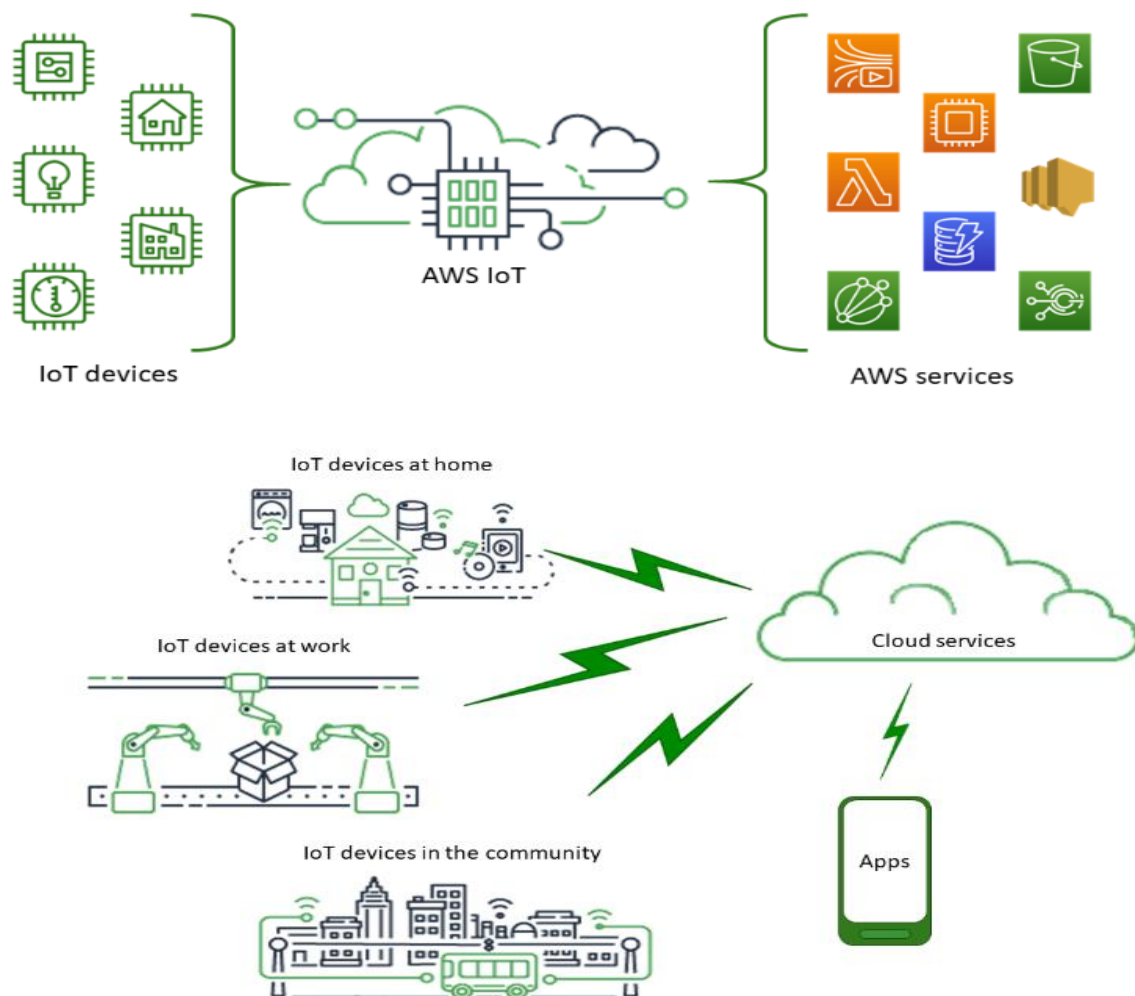 AWS IoT
IoT devices
AWS services
IoT devices at home
Cloud services
IoT devices at work
IoT devices in the community
Apps